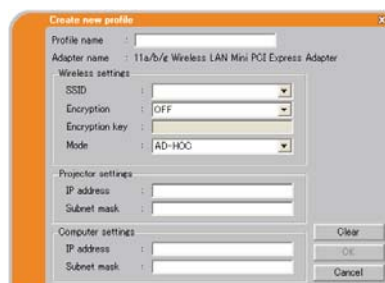 Create new profile
Profile name :
Adapter name : 11a/b/g Wireless LAN Mini PCI Express Adapter
Wireless settings
SSID :
Encryption : OFF
Encryption key :
Mode : AD-HOC
Projector settings
IP address :
Subnet mask :
Computer settings
IP address :
Subnet mask :
Clear
OK
Cancel